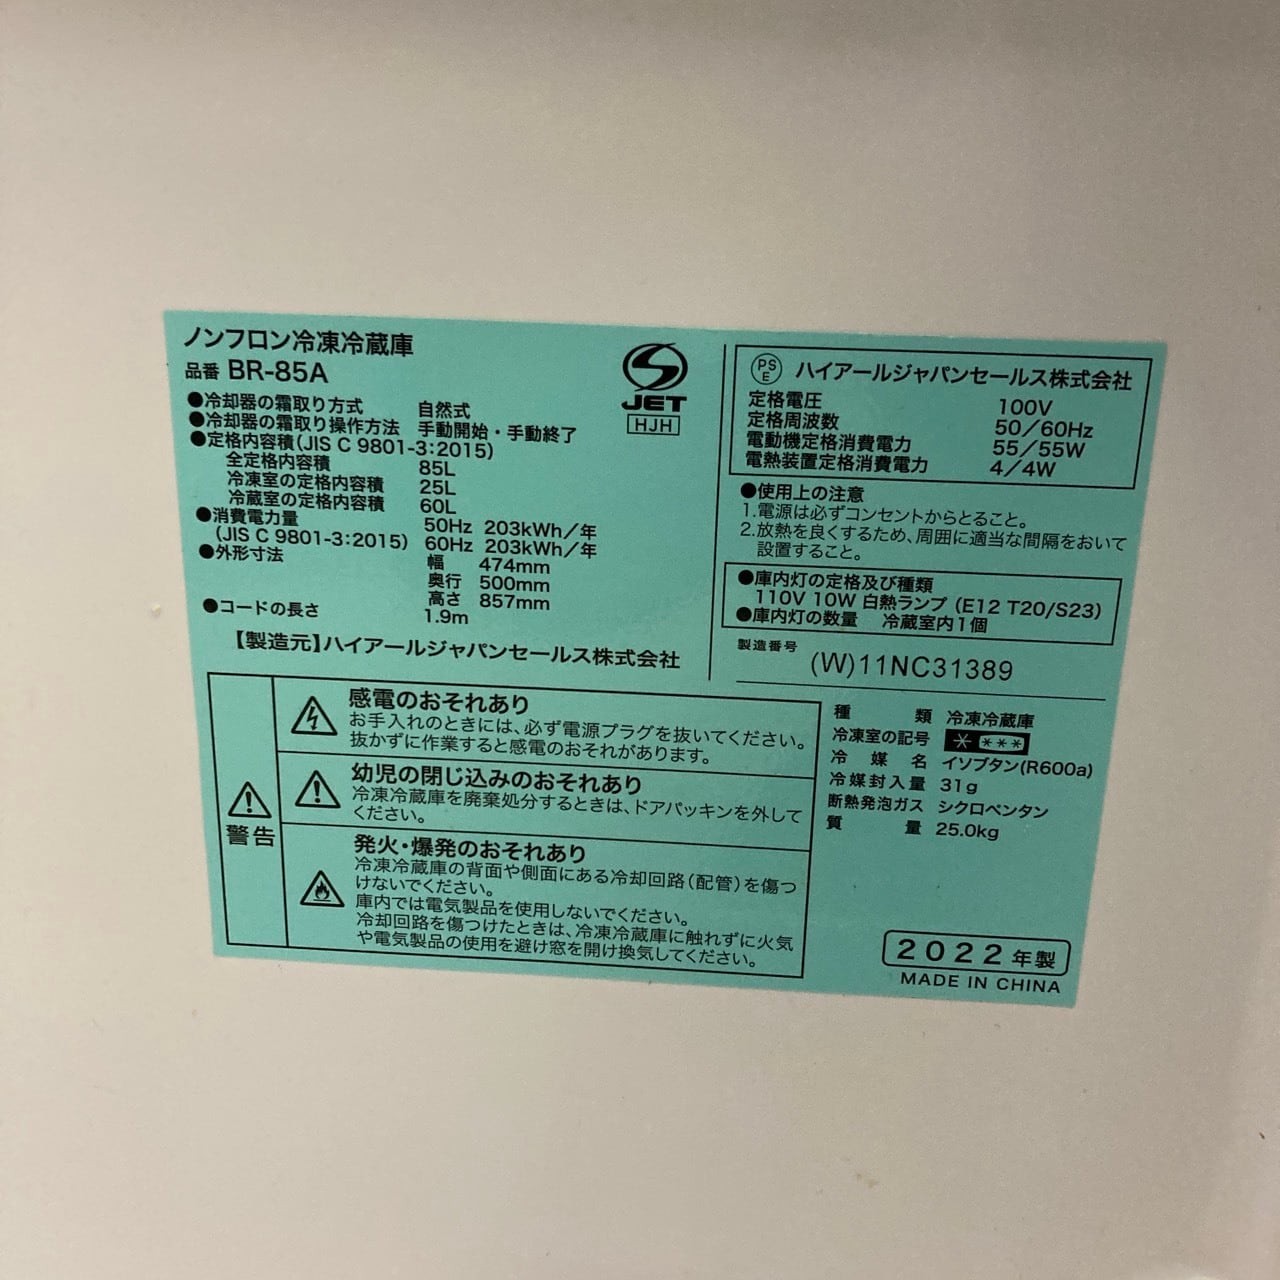 ノンフロン冷凍冷蔵庫
品番 BR-85A
●冷却器の霜取り方式 自然式
●冷却器の霜取り操作方法 手動開始・手動終了
●定格内容積(JIS C 9801-3:2015)
全定格内容積 85L
冷凍室の定格内容積 25L
冷蔵室の定格内容積 60L
●消費電力量 50Hz 203kWh/年
(JIS C 9801-3:2015) 60Hz 203kWh/年
●外形寸法 幅 474mm
奥行 500mm
高さ 857mm
●コードの長さ 1.9m
【製造元】ハイアールジャパンセールス株式会社
JET
HJH
PS
E
ハイアールジャパンセールス株式会社
定格電圧 100V
定格周波数 50/60Hz
電動機定格消費電力 55/55W
電熱装置定格消費電力 4/4W
●使用上の注意
1.電源は必ずコンセントからとること。
2.放熱を良くするため、周囲に適当な間隔をおいて
設置すること。
●庫内灯の定格及び種類
110V 10W 白熱ランプ (E12 T20/S23)
●庫内灯の数量 冷蔵室内1個
製造番号
(W)11NC31389
警告
感電のおそれあり
お手入れのときには、必ず電源プラグを抜いてください。
抜かずに作業すると感電のおそれがあります。
幼児の閉じ込みのおそれあり
冷凍冷蔵庫を廃棄処分するときは、ドアパッキンを外して
ください。
発火・爆発のおそれあり
冷凍冷蔵庫の背面や側面にある冷却回路(配管)を傷つ
けないでください。
庫内では電気製品を使用しないでください。
冷却回路を傷つけたときは、冷凍冷蔵庫に触れずに火気
や電気製品の使用を避け窓を開け換気してください。
種類 冷凍冷蔵庫
冷凍室の記号 * ***
冷媒名 イソブタン(R600a)
冷媒封入量 31g
断熱発泡ガス シクロペンタン
質量 25.0kg
2022年製
MADE IN CHINA